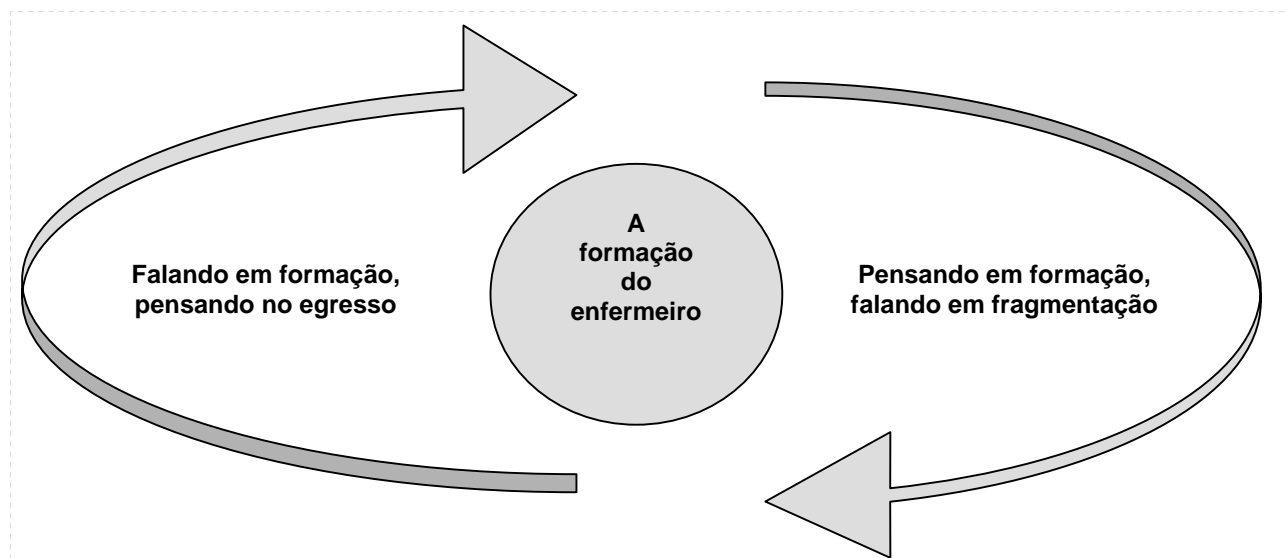 Falando em formação,
pensando no egresso
A
formação
do
enfermeiro
Pensando em formação,
falando em fragmentação